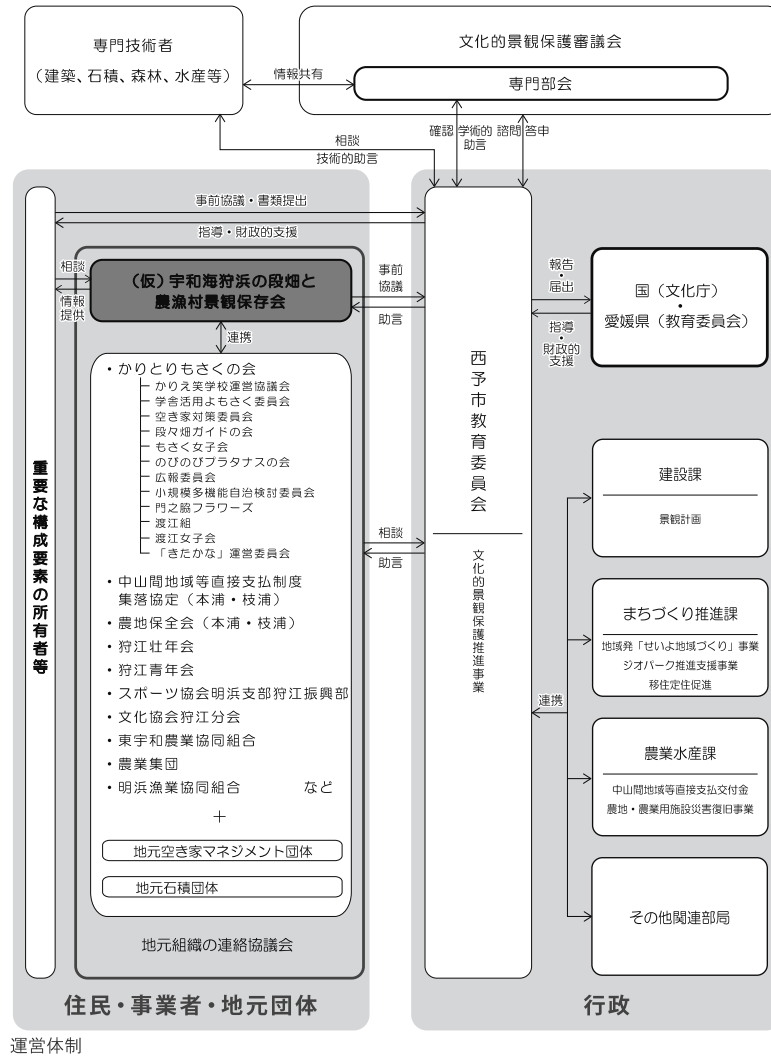 専門技術者
（建築、石積、森林、水産等）
情報共有
文化的景観保護審議会
専門部会
相談
技術的助言
確認 学術的
助言
諮問 答申
事前協議・書類提出
指導・財政的支援
相談
情報
提供
（仮）宇和海狩浜の段畑と
農漁村景観保存会
事前
協議
助言
連携
・かりとりもさくの会
かりえ笑学校運営協議会
学舎活用よもさく委員会
空き家対策委員会
段々畑ガイドの会
もさく女子会
のびのびプラタナスの会
広報委員会
小規模多機能自治検討委員会
門之脇フラワーズ
渡江組
渡江女子会
「きたかな」運営委員会
・中山間地域等直接支払制度
集落協定（本浦・枝浦）
・農地保全会（本浦・枝浦）
・狩江壮年会
・狩江青年会
・スポーツ協会明浜支部狩江振興部
・文化協会狩江分会
・東宇和農業協同組合
・農業集団
・明浜漁業協同組合 など
＋
地元空き家マネジメント団体
地元石積団体
地元組織の連絡協議会
重要な構成要素の所有者等
相談
助言
住民・事業者・地元団体
西予市教育委員会
文化的景観保護推進事業
報告
・
届出
指導
・
財政的
支援
国（文化庁）
・
愛媛県（教育委員会）
連携
建設課
景観計画
まちづくり推進課
地域発「せいよ地域づくり」事業
ジオパーク推進支援事業
移住定住促進
農業水産課
中山間地域等直接支払交付金
農地・農業用施設災害復旧事業
その他関連部局
行政
運営体制